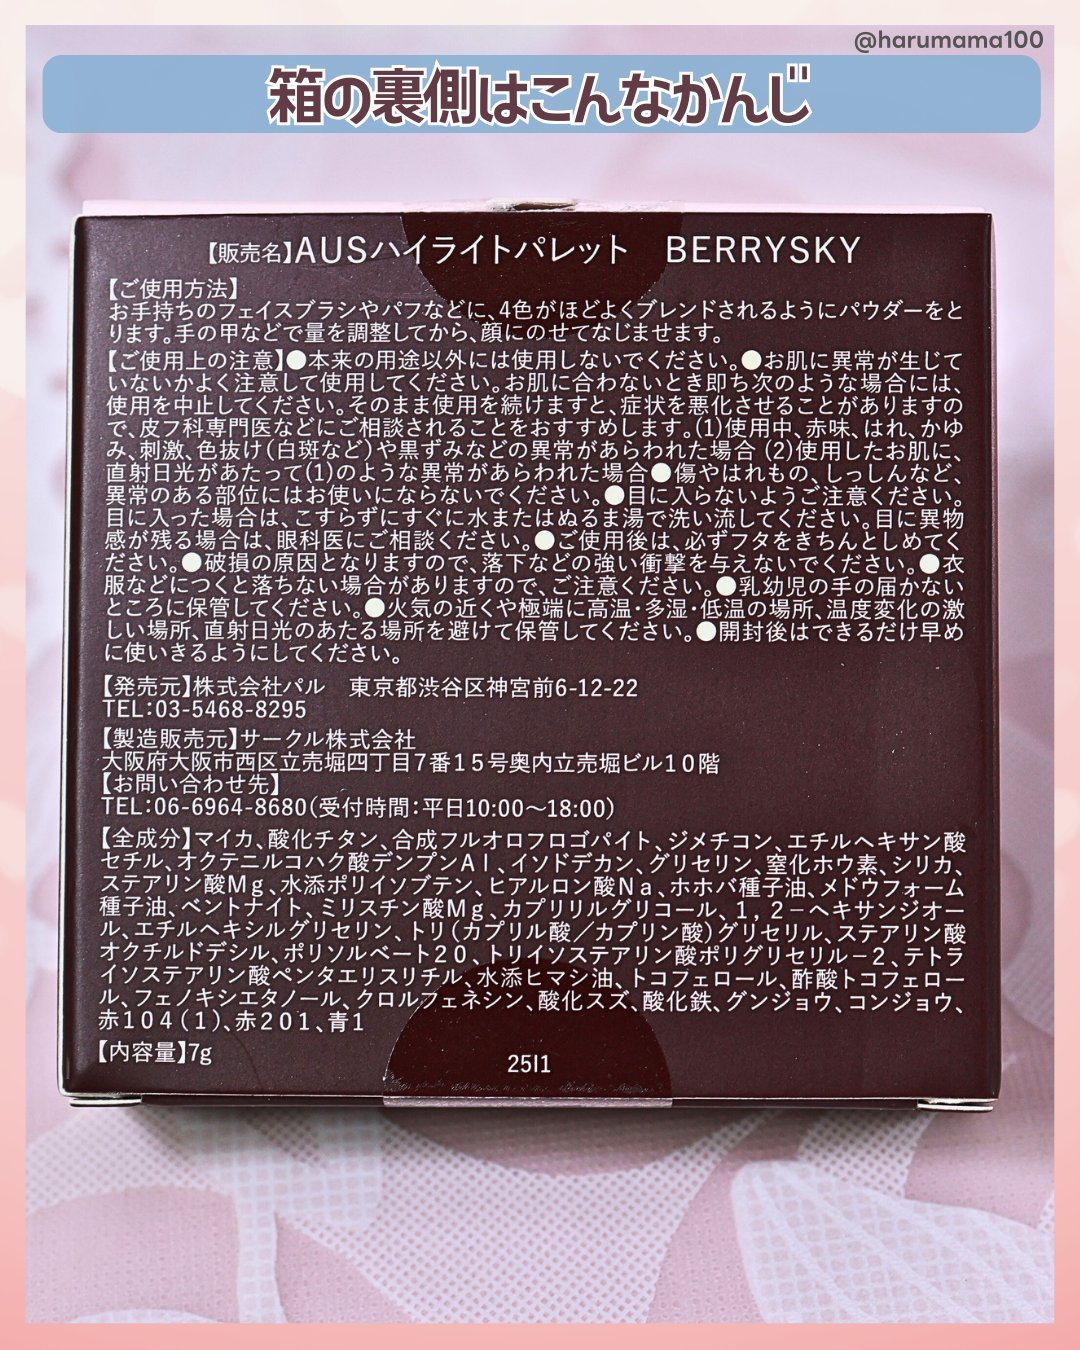 @harumama100
箱の裏側はこんなかんじ
【販売名】AUSハイライトパレット　BERRYSKY
【ご使用方法】
お手持ちのフェイスブラシやパフなどに、4色がほどよくブレンドされるようにパウダーをと
ります。手の甲などで量を調整してから、顔にのせてなじませます。
【ご使用上の注意】●本来の用途以外には使用しないでください。●お肌に異常が生じて
いないかよく注意して使用してください。お肌に合わないとき即ち次のような場合には、
使用を中止してください。そのまま使用を続けますと、症状を悪化させることがありますの
で、皮フ科専門医などにご相談されることをおすすめします。(1)使用中、赤味、はれ、かゆ
み、刺激、色抜け(白斑など)や黒ずみなどの異常があらわれた場合 (2)使用したお肌に、
直射日光があたって(1)のような異常があらわれた場合●傷やはれもの、しっしんなど、
異常のある部位にはお使いにならないでください。●目に入らないようご注意ください。
目に入った場合は、こすらずにすぐに水またはぬるま湯で洗い流してください。目に異物
感が残る場合は、眼科医にご相談ください。●ご使用後は、必ずフタをきちんとしめてく
ださい。●破損の原因となりますので、落下などの強い衝撃を与えないでください。●衣
服などにつくと落ちない場合がありますので、ご注意ください。●乳幼児の手の届かない
ところに保管してください。●火気の近くや極端に高温・多湿・低温の場所、温度変化の激
しい場所、直射日光のあたる場所を避けて保管してください。●開封後はできるだけ早め
に使いきるようにしてください。
【発売元】株式会社パル　東京都渋谷区神宮前6-12-22
TEL：03-5468-8295
【製造販売元】サークル株式会社
大阪府大阪市西区立売堀四丁目7番15号奥内立売堀ビル10階
【お問い合わせ先】
TEL：06-6964-8680(受付時間：平日10:00～18:00)
【全成分】マイカ、酸化チタン、合成フルオロフロゴパイト、ジメチコン、エチルヘキサン酸
セチル、オクテニルコハク酸デンプンAl、イソドデカン、グリセリン、窒化ホウ素、シリカ、
ステアリン酸Mg、水添ポリイソブテン、ヒアルロン酸Na、ホホバ種子油、メドウフォーム
種子油、ベントナイト、ミリスチン酸Mg、カプリリルグリコール、1,2－ヘキサンジオー
ル、エチルヘキシルグリセリン、トリ(カプリル酸／カプリン酸)グリセリル、ステアリン酸
オクチルドデシル、ポリソルベート20、トリイソステアリン酸ポリグリセリル－2、テトラ
イソステアリン酸ペンタエリスリチル、水添ヒマシ油、トコフェロール、酢酸トコフェロー
ル、フェノキシエタノール、クロルフェネシン、酸化スズ、酸化鉄、グンジョウ、コンジョウ、
赤104(1)、赤201、青1
【内容量】7g
25I1